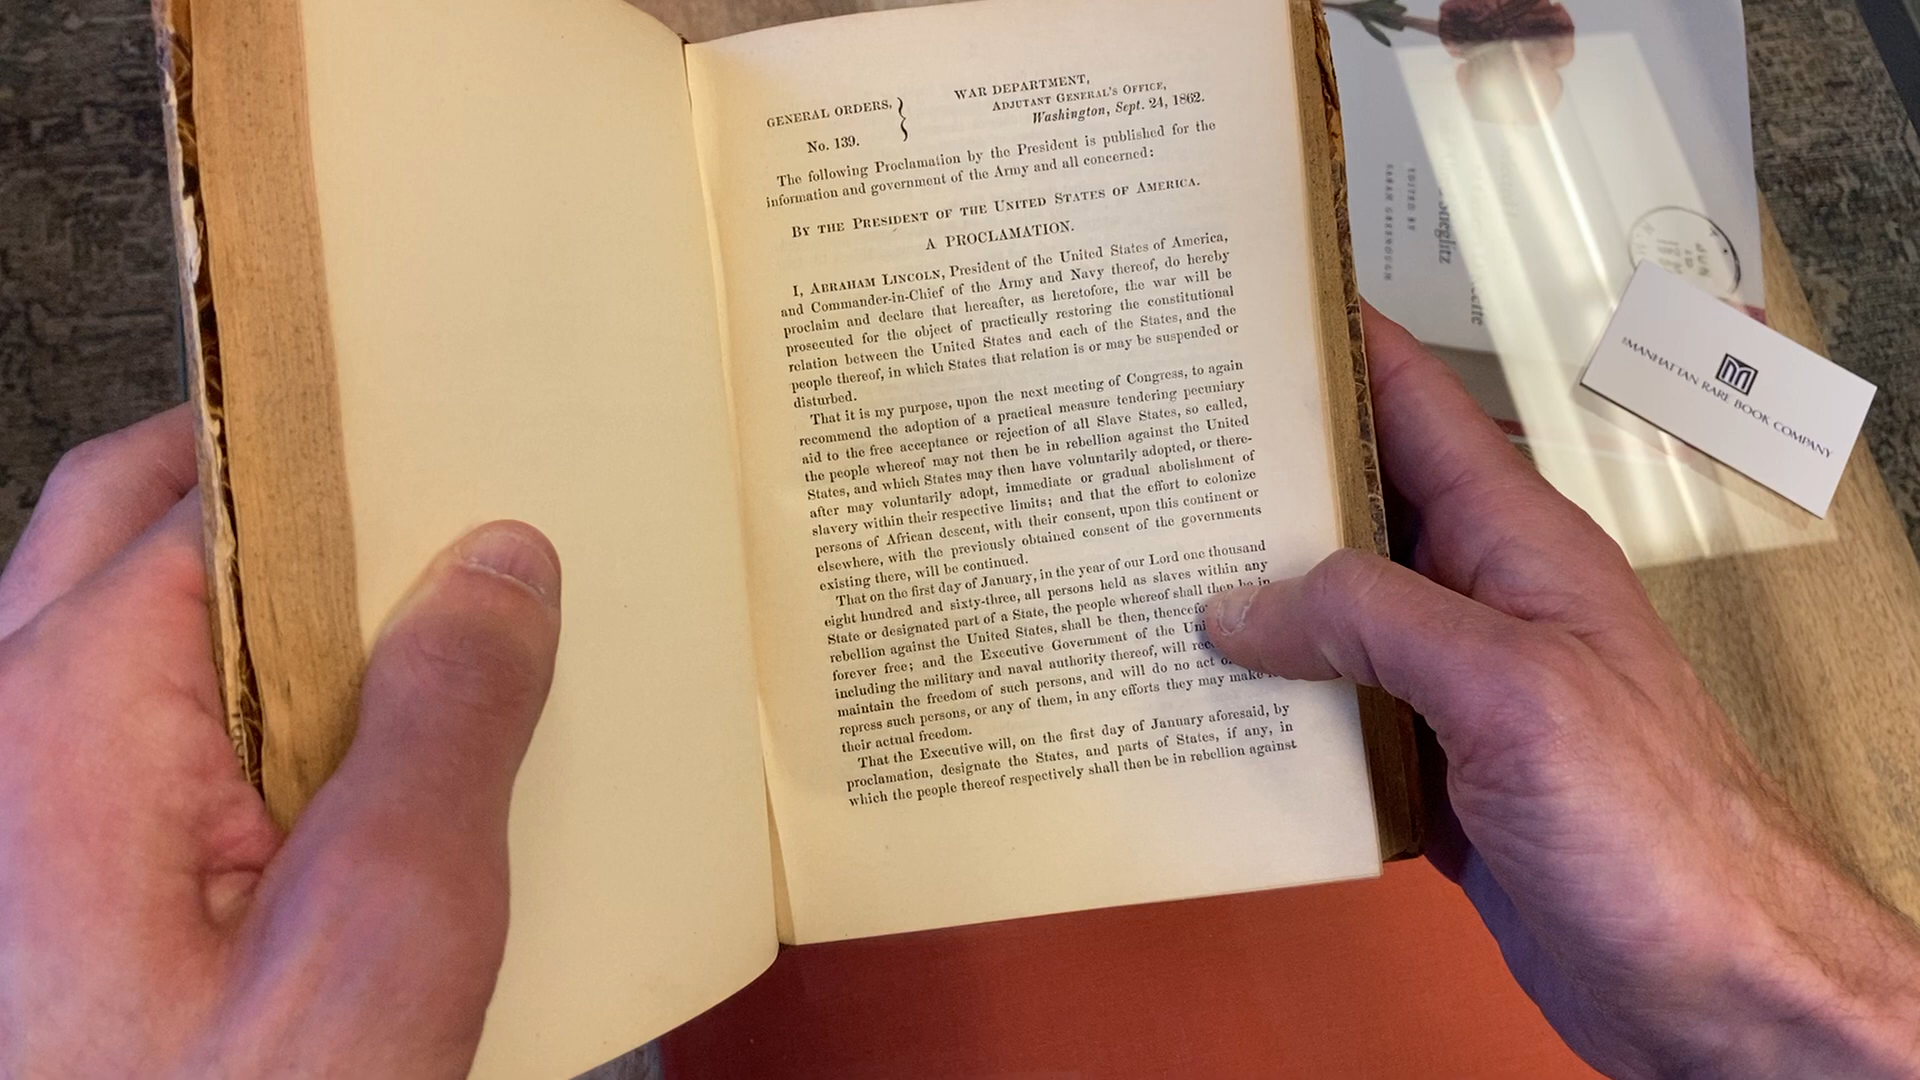 GENERAL ORDERS,
No. 139.
WAR DEPARTMENT,
ADJUTANT GENERAL'S OFFICE,
Washington, Sept. 24, 1862.
The following Proclamation by the President is published for the
information and government of the Army and all concerned:
BY THE PRESIDENT OF THE UNITED STATES OF AMERICA.
A PROCLAMATION.
I, ABRAHAM LINCOLN, President of the United States of America,
and Commander-in-Chief of the Army and Navy thereof, do hereby
proclaim and declare that hereafter, as heretofore, the war will be
prosecuted for the object of practically restoring the constitutional
relation between the United States and each of the States, and the
people thereof, in which States that relation is or may be suspended or
disturbed.
That it is my purpose, upon the next meeting of Congress, to again
recommend the adoption of a practical measure tendering pecuniary
aid to the free acceptance or rejection of all Slave States, so called,
the people whereof may not then be in rebellion against the United
States, and which States may then have voluntarily adopted, or there-
after may voluntarily adopt, immediate or gradual abolishment of
slavery within their respective limits; and that the effort to colonize
persons of African descent, with their consent, upon this continent or
elsewhere, with the previously obtained consent of the governments
existing there, will be continued.
That on the first day of January, in the year of our Lord one thousand
eight hundred and sixty-three, all persons held as slaves within any
State or designated part of a State, the people whereof shall then be in
rebellion against the United States, shall be then,
forever free; and the Executive Government of the
including the military and naval authority thereof, will
maintain the freedom of such persons, and will do no act
repress such persons, or any of them, in any efforts they may make
their actual freedom.
That the Executive will, on the first day of January aforesaid, by
proclamation, designate the States, and parts of States, if any, in
which the people thereof respectively shall then be in rebellion against
EDITED BY
SARAH GREENOUGH
THE MANHATTAN RARE BOOK COMPANY